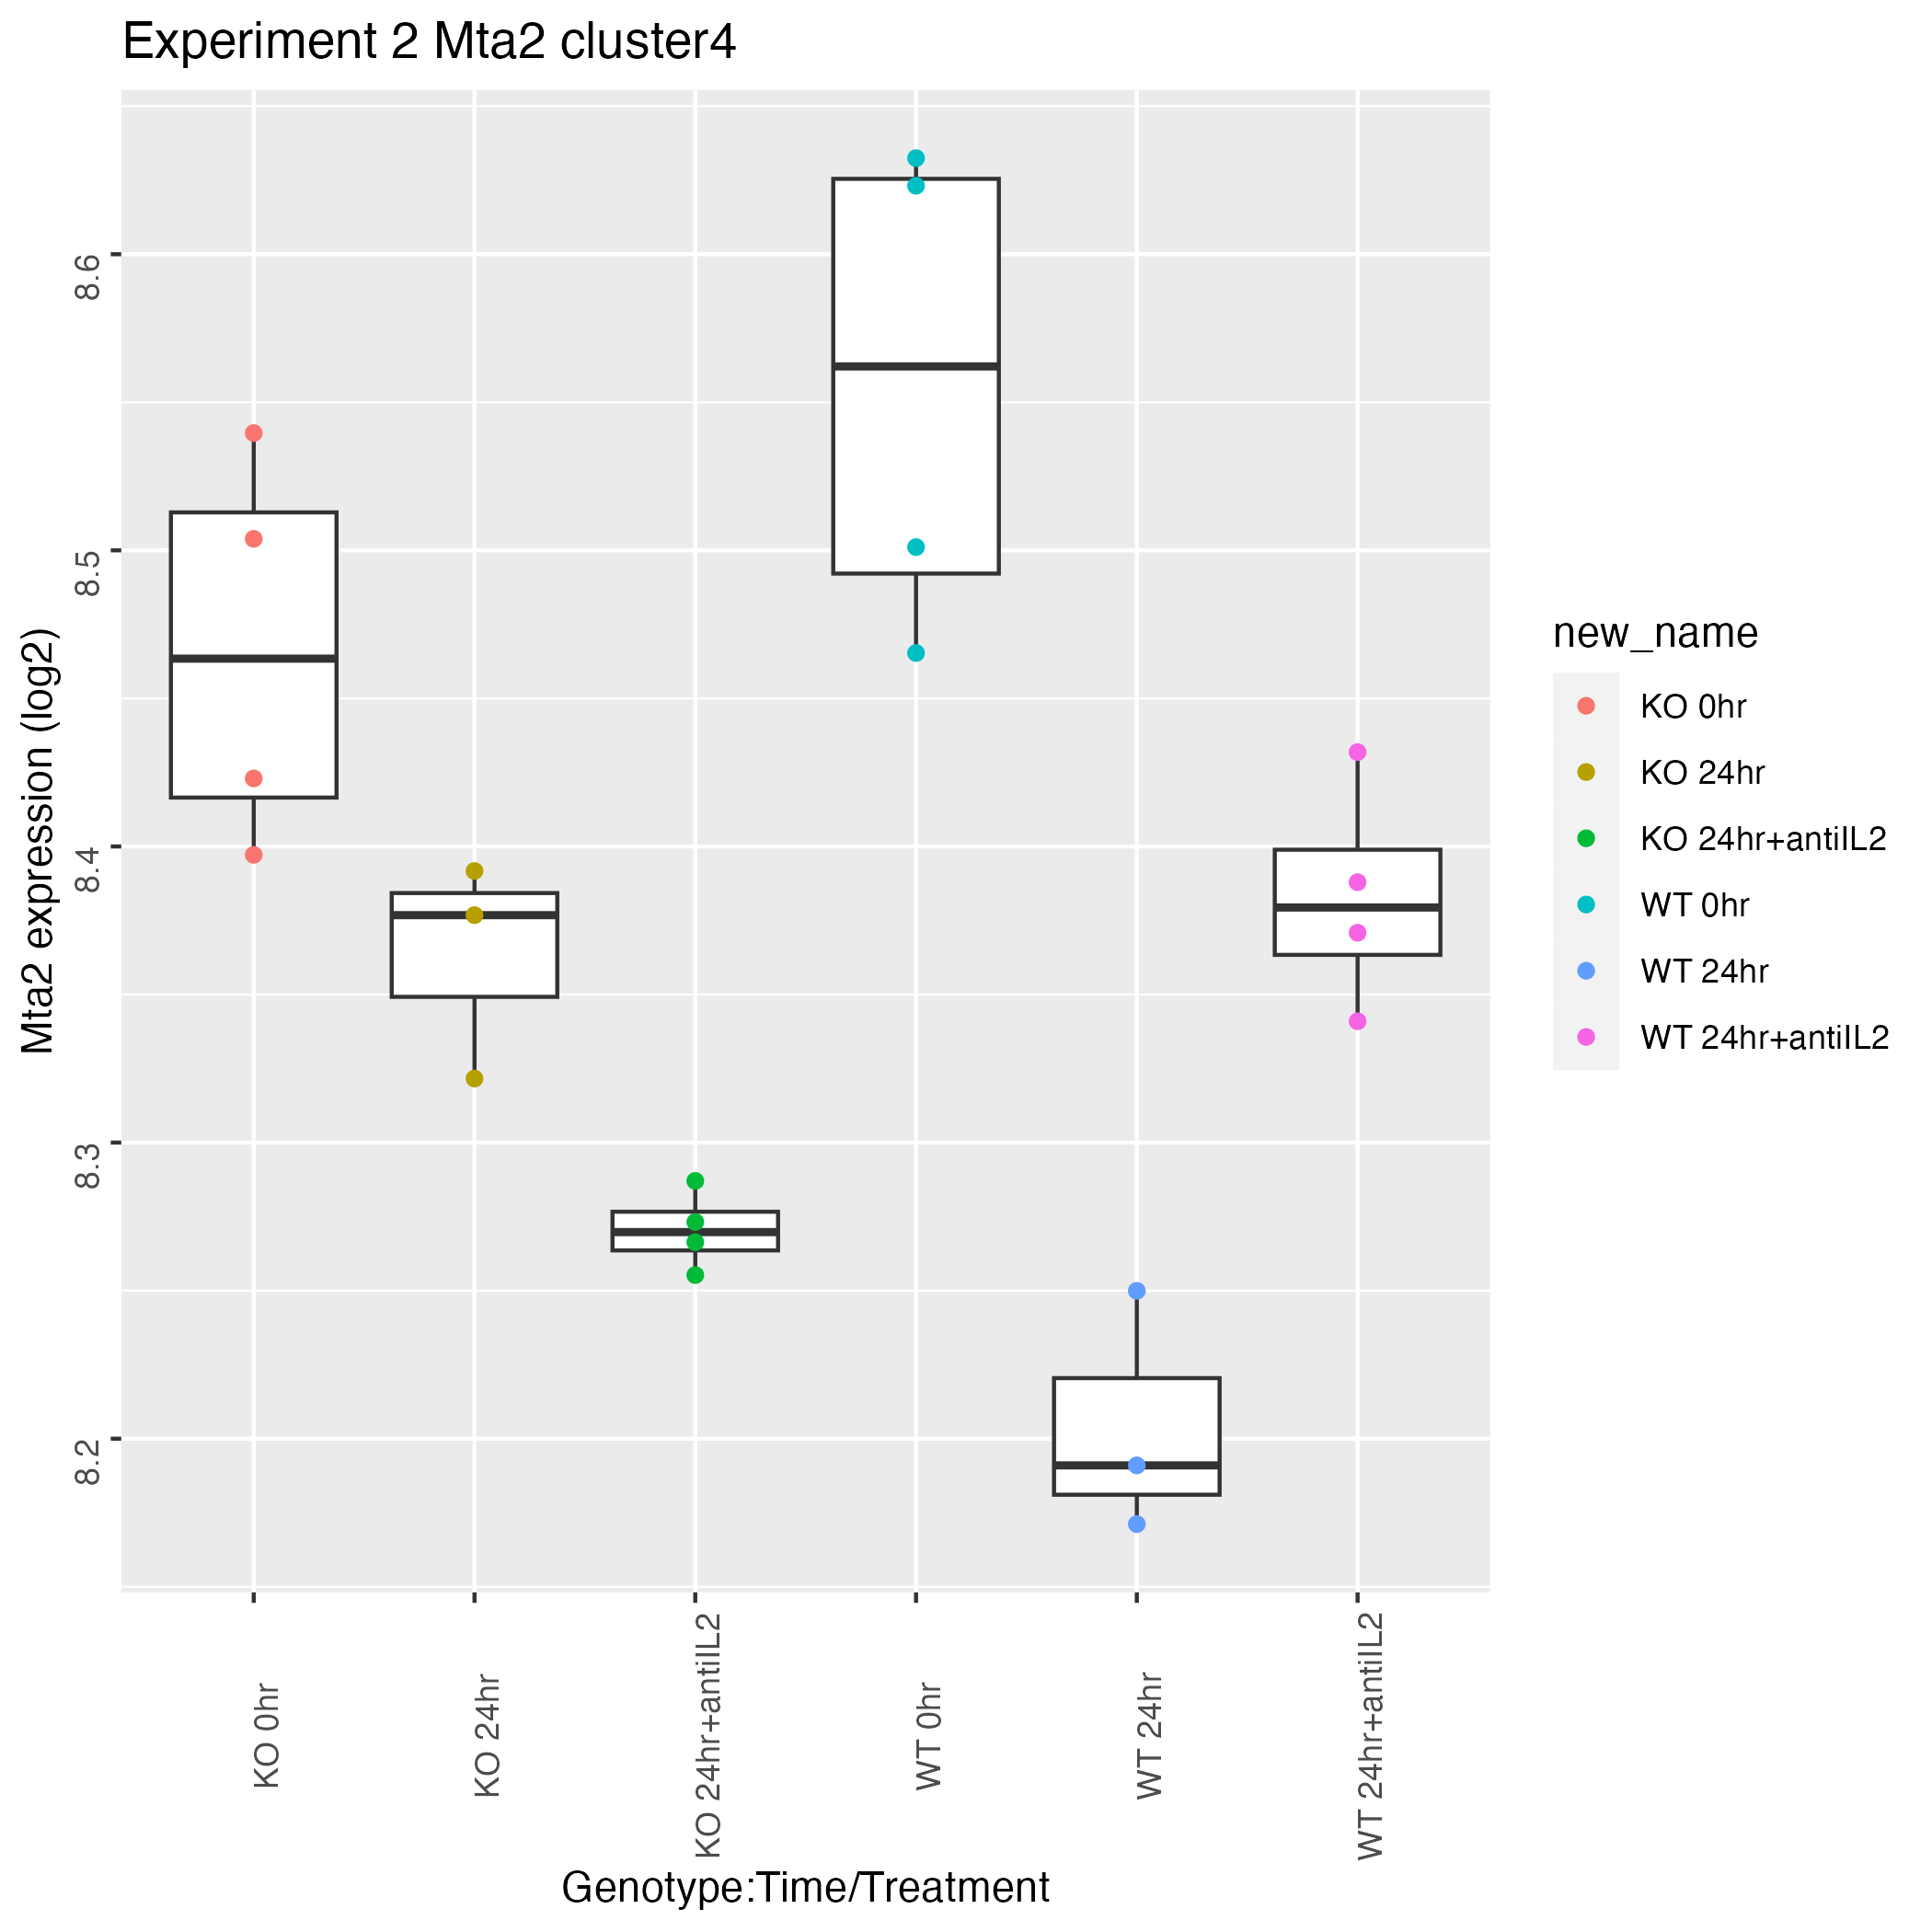 Experiment 2 Mta2 cluster4
Mta2 expression (log2)
8.6
8.5
8.4
8.3
8.2
KO 0hr
KO 24hr
KO 24hr+antiIL2
WT 0hr
WT 24hr
WT 24hr+antiIL2
Genotype:Time/Treatment
new_name
KO 0hr
KO 24hr
KO 24hr+antiIL2
WT 0hr
WT 24hr
WT 24hr+antiIL2